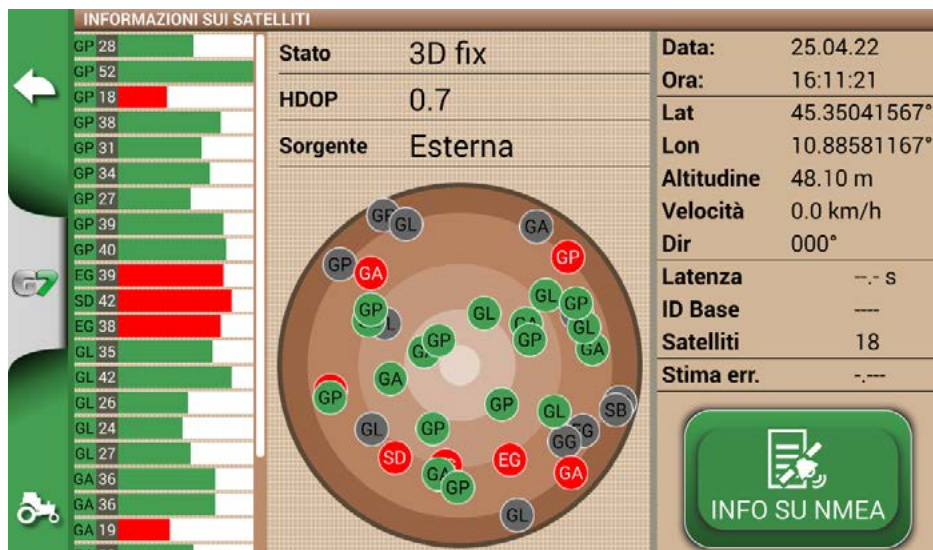 INFORMAZIONI SUI SATELLITI
GP 28
GP 52
GP 18
GP 38
GP 31
GP 34
GP 27
GP 39
GP 40
EG 39
SD 42
EG 38
GL 35
GL 42
GL 26
GL 24
GL 27
GA 36
GA 36
GA 19
G7
Stato 3D fix
HDOP 0.7
Sorgente Esterna
GP
GL
GA
GP
GP
GA
GL
GP
GP
GL
GL
GL
GP
GP
GA
GA
GP
GP
GL
SB
GL
GP
GG
SD
EG
GA
GA
GP
GL
Data: 25.04.22
Ora: 16:11:21
Lat 45.35041567°
Lon 10.88581167°
Altitudine 48.10 m
Velocità 0.0 km/h
Dir 000°
Latenza --.- s
ID Base ----
Satelliti 18
Stima err. -.---
INFO SU NMEA